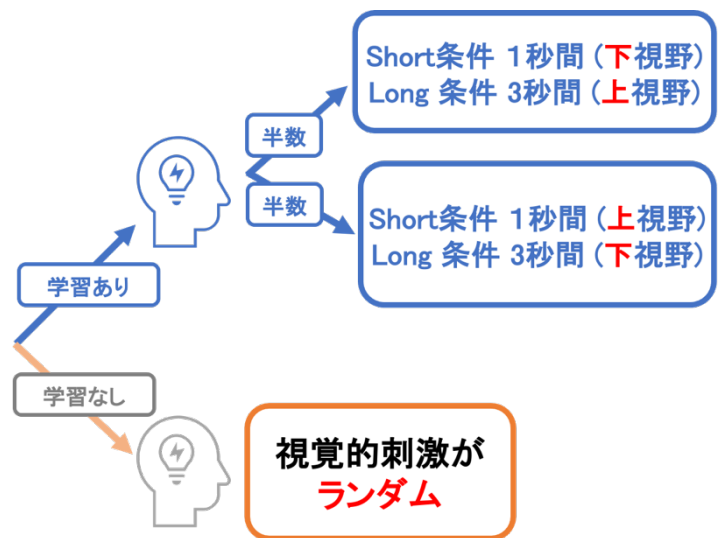 Short条件 1秒間 (下視野)
Long 条件 3秒間 (上視野)
半数
半数
Short条件 1秒間 (上視野)
Long 条件 3秒間 (下視野)
学習あり
学習なし
視覚的刺激が
ランダム